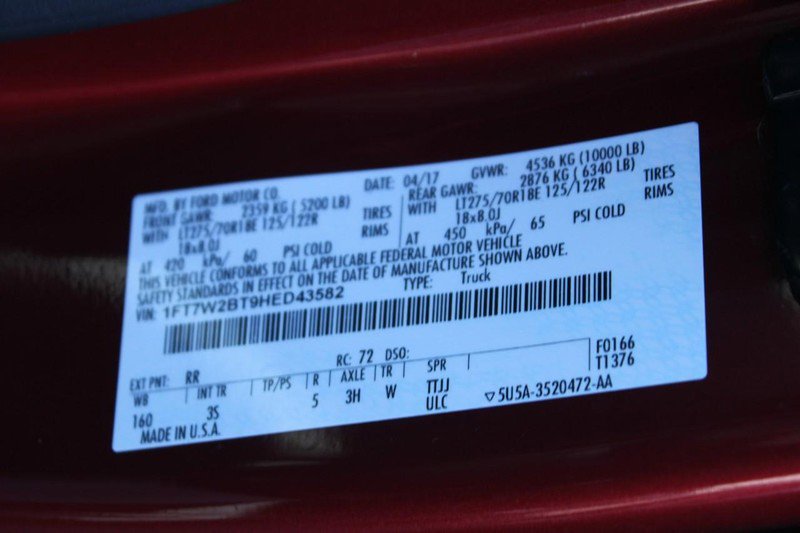 MFD. BY FORD MOTOR CO.
DATE: 04/17 GVWR: 4536 KG (10000 LB)
FRONT GAWR: 2359 KG ( 5200 LB) REAR GAWR: 2876 KG ( 6340 LB)
WITH LT275/70R18E 125/122R TIRES WITH LT275/70R18E 125/122R TIRES
18x8.0J RIMS 18x8.0J RIMS
AT 420 kPa/ 60 PSI COLD AT 450 kPa/ 65 PSI COLD
THIS VEHICLE CONFORMS TO ALL APPLICABLE FEDERAL MOTOR VEHICLE
SAFETY STANDARDS IN EFFECT ON THE DATE OF MANUFACTURE SHOWN ABOVE.
VIN: 1FT7W2BT9HED43582 TYPE: Truck
F0166
T1376
EXT PNT: RR RC: 72 DSO:
WB INT TR TP/PS R AXLE TR SPR
160 3S 5 3H W TTJJ
ULC
MADE IN U.S.A. ▽5U5A-3520472-AA